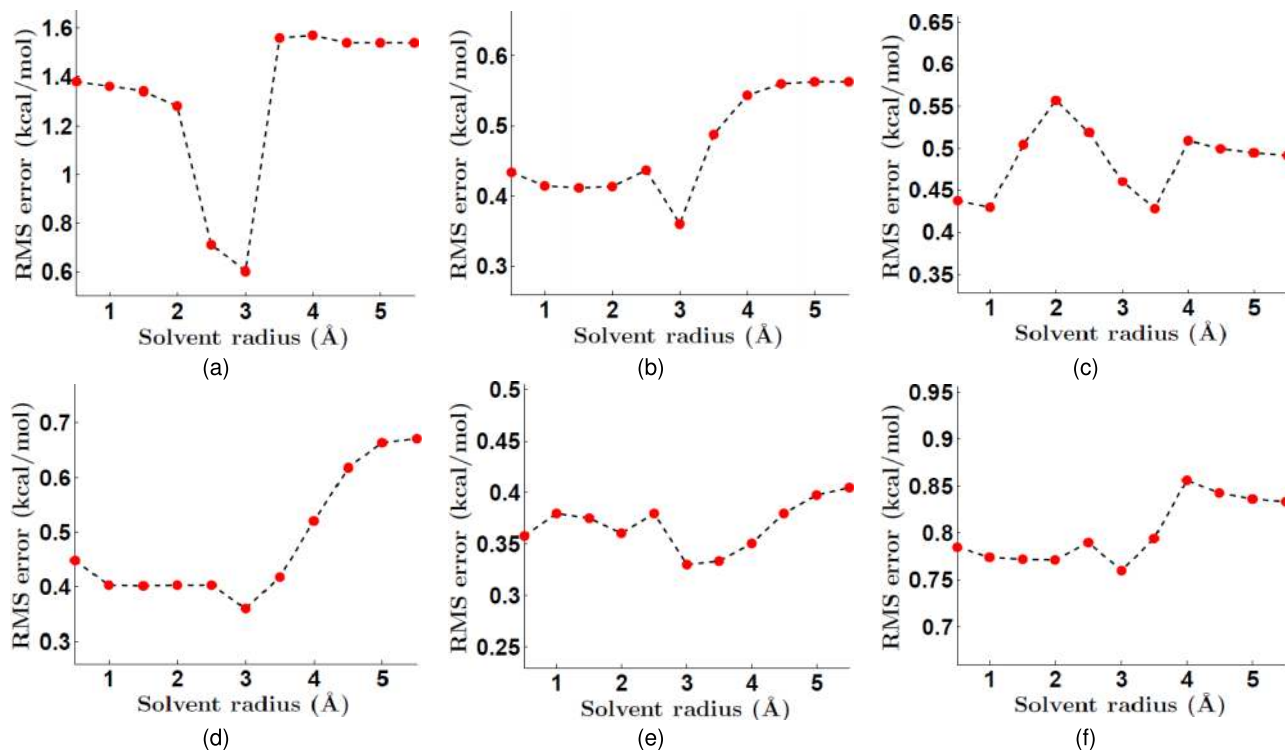 RMS error (kcal/mol)
1.6
1.4
1.2
1
0.8
0.6
1 2 3 4 5
Solvent radius (Å)
(a)
RMS error (kcal/mol)
0.6
0.5
0.4
0.3
1 2 3 4 5
Solvent radius (Å)
(b)
RMS error (kcal/mol)
0.65
0.6
0.55
0.5
0.45
0.4
0.35
1 2 3 4 5
Solvent radius (Å)
(c)
RMS error (kcal/mol)
0.7
0.6
0.5
0.4
0.3
1 2 3 4 5
Solvent radius (Å)
(d)
RMS error (kcal/mol)
0.5
0.45
0.4
0.35
0.3
0.25
1 2 3 4 5
Solvent radius (Å)
(e)
RMS error (kcal/mol)
0.95
0.9
0.85
0.8
0.75
0.7
1 2 3 4 5
Solvent radius (Å)
(f)